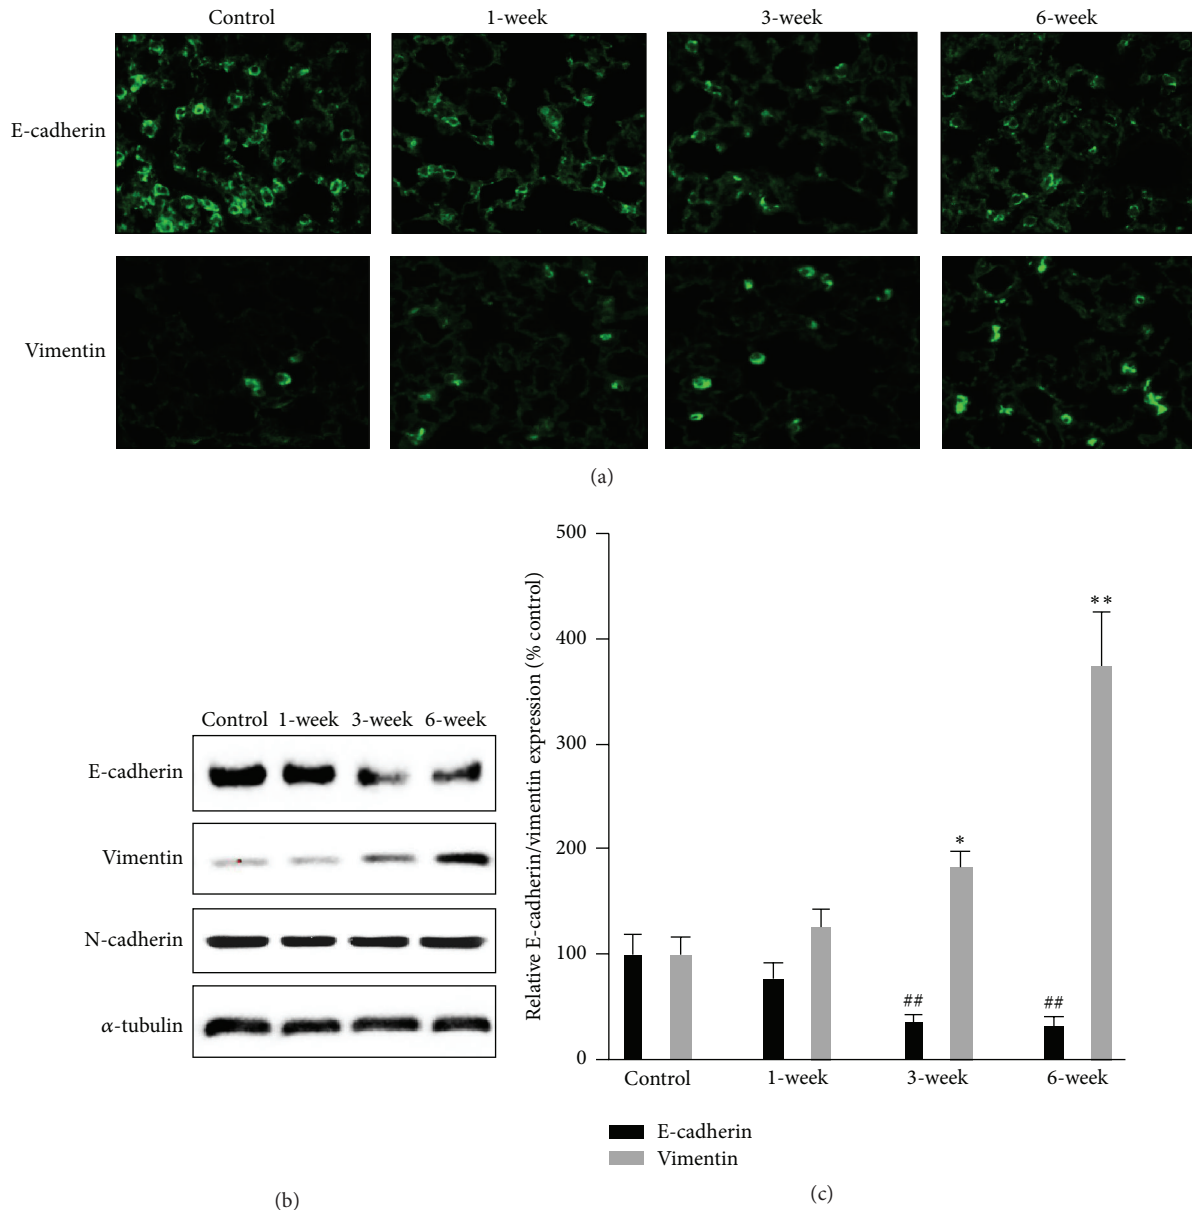 Control 1-week 3-week 6-week
E-cadherin
Vimentin
(a)
Control 1-week 3-week 6-week
E-cadherin
Vimentin
N-cadherin
α-tubulin
(b)
Relative E-cadherin/vimentin expression (% control)
500
400
300
200
100
0
**
*
##
##
Control 1-week 3-week 6-week
E-cadherin
Vimentin
(c)